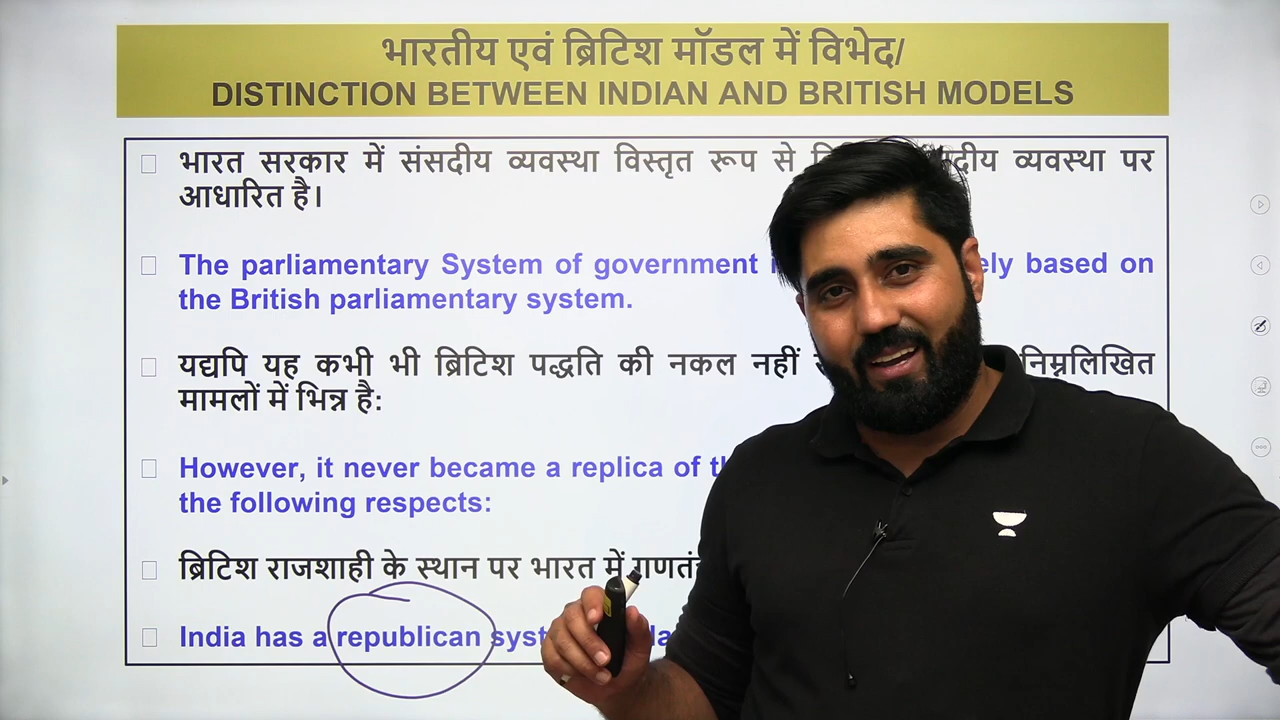 भारतीय एवं ब्रिटिश मॉडल में विभेद/
DISTINCTION BETWEEN INDIAN AND BRITISH MODELS
भारत सरकार में संसदीय व्यवस्था विस्तृत रूप से व्यवस्था पर
आधारित है।
The parliamentary System of government based on
the British parliamentary system.
यद्यपि यह कभी भी ब्रिटिश पद्धति की नकल नहीं निम्नलिखित
मामलों में भिन्न है:
However, it never became a replica of
the following respects:
ब्रिटिश राजशाही के स्थान पर भारत में
India has a republican